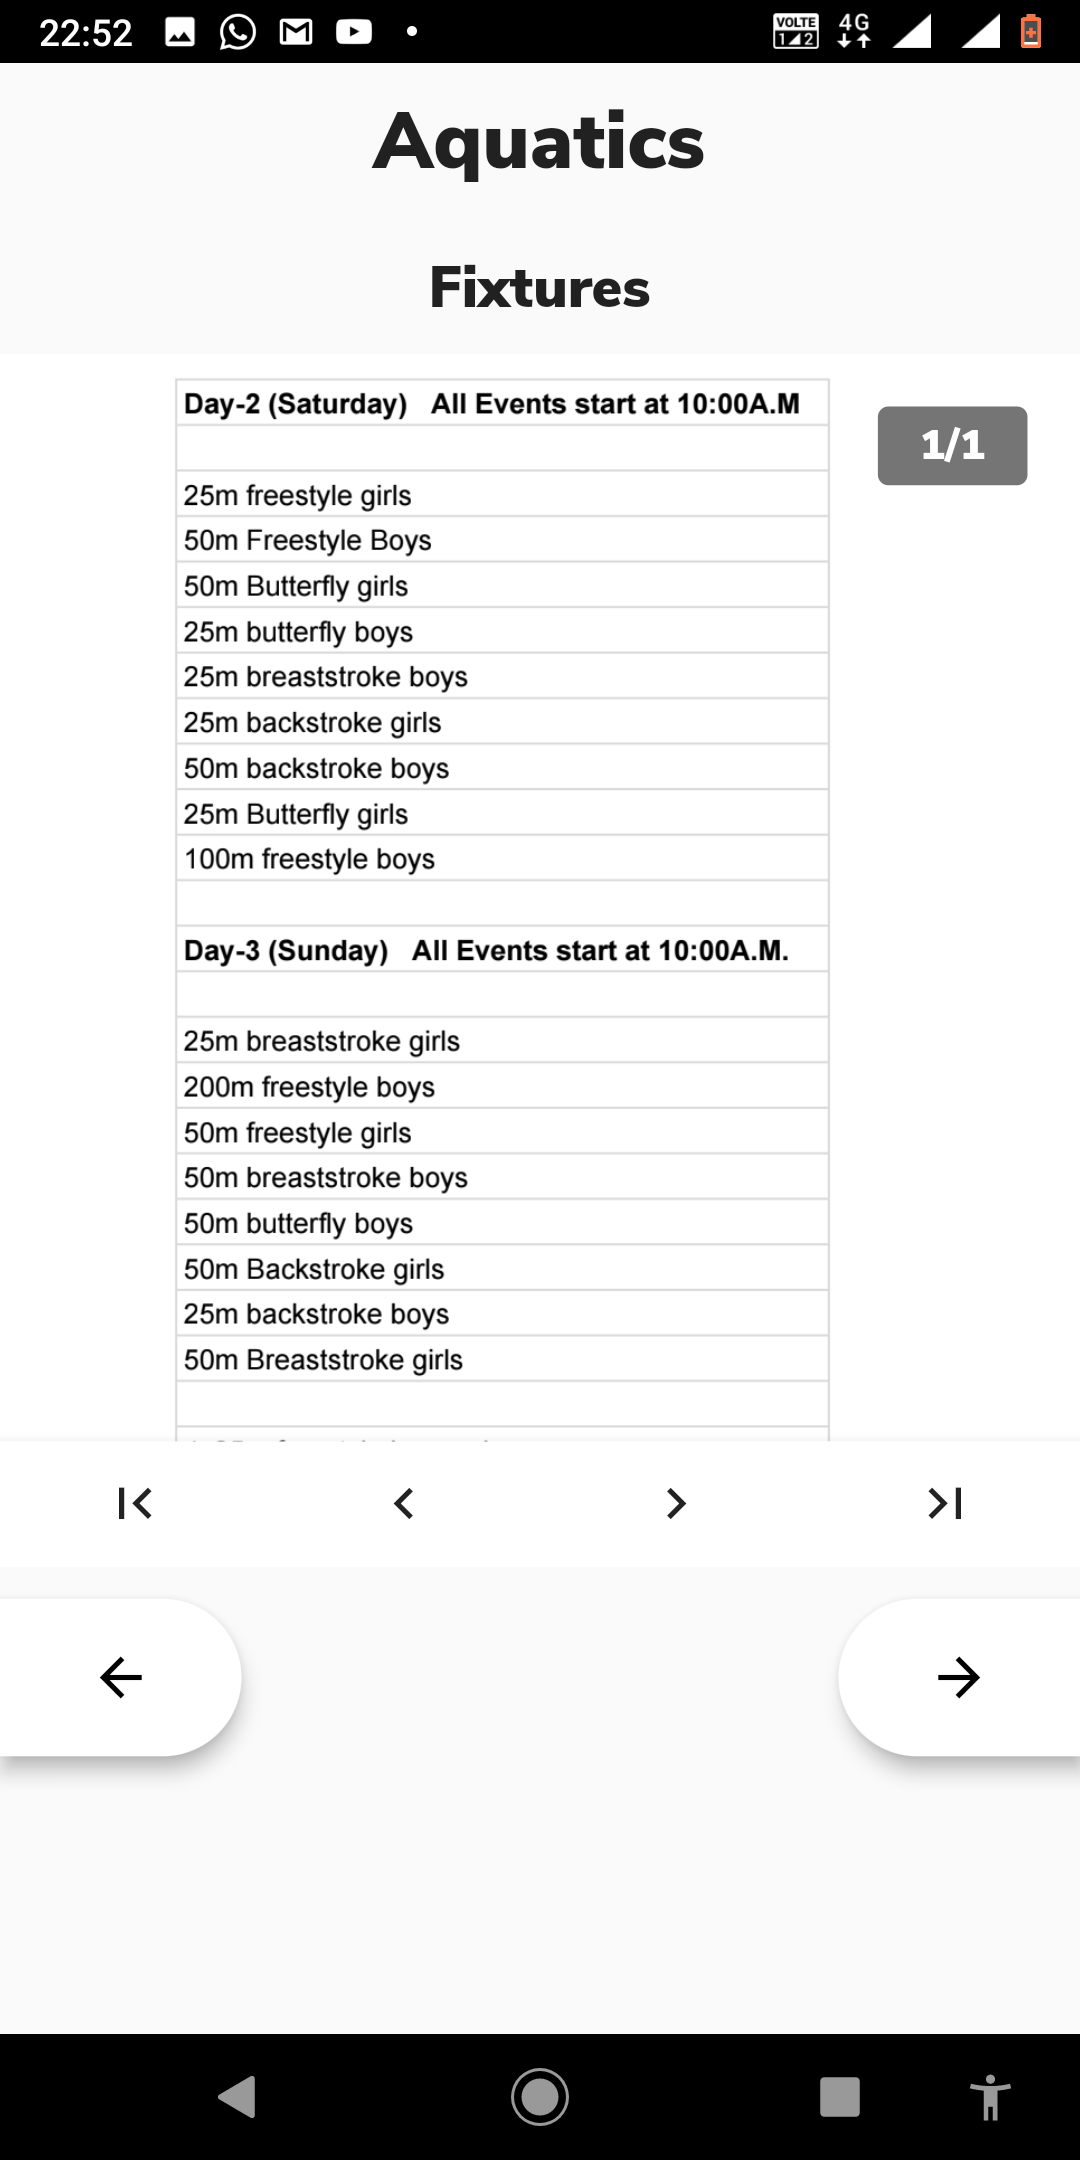 22:52
VOLTE
1 2
4G
Aquatics
Fixtures
Day-2 (Saturday) All Events start at 10:00A.M
1/1
25m freestyle girls
50m Freestyle Boys
50m Butterfly girls
25m butterfly boys
25m breaststroke boys
25m backstroke girls
50m backstroke boys
25m Butterfly girls
100m freestyle boys
Day-3 (Sunday) All Events start at 10:00A.M.
25m breaststroke girls
200m freestyle boys
50m freestyle girls
50m breaststroke boys
50m butterfly boys
50m Backstroke girls
25m backstroke boys
50m Breaststroke girls